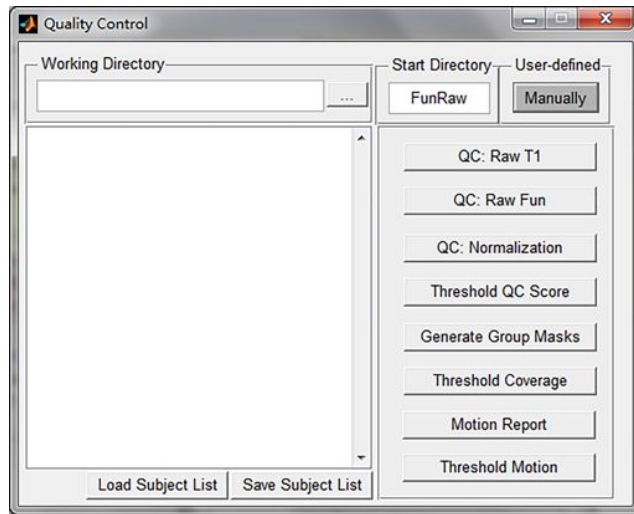 Quality Control
Working Directory
...
Start Directory
FunRaw
User-defined
Manually
QC: Raw T1
QC: Raw Fun
QC: Normalization
Threshold QC Score
Generate Group Masks
Threshold Coverage
Motion Report
Threshold Motion
Load Subject List
Save Subject List